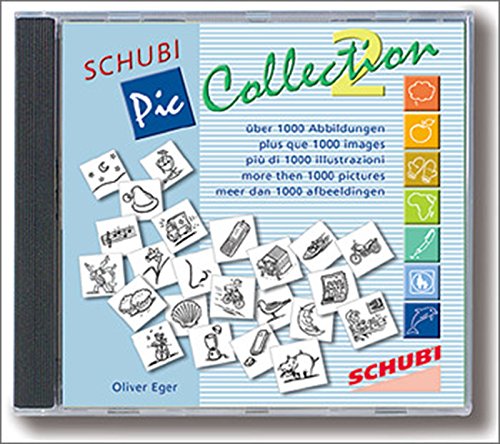 SCHUBI
Pic
Collection
2
über 1000 Abbildungen
plus que 1000 images
più di 1000 illustrazioni
more then 1000 pictures
meer dan 1000 afbeeldingen
Oliver Eger
SCHUBI